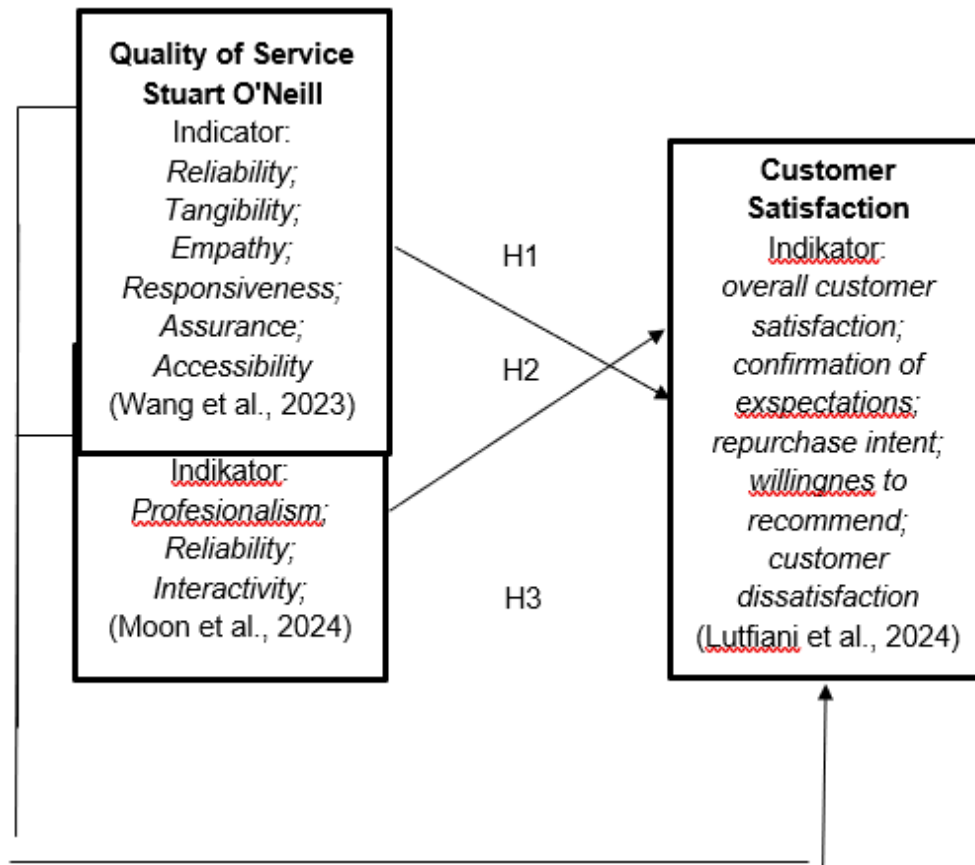 Quality of Service
Stuart O'Neill
Indicator:
Reliability;
Tangibility;
Empathy;
Responsiveness;
Assurance;
Accessibility
(Wang et al., 2023)
Indikator:
Profesionalism;
Reliability;
Interactivity;
(Moon et al., 2024)
H1
H2
H3
Customer
Satisfaction
Indikator:
overall customer
satisfaction;
confirmation of
exspectations;
repurchase intent;
willingnes to
recommend;
customer
dissatisfaction
(Lutfiani et al., 2024)